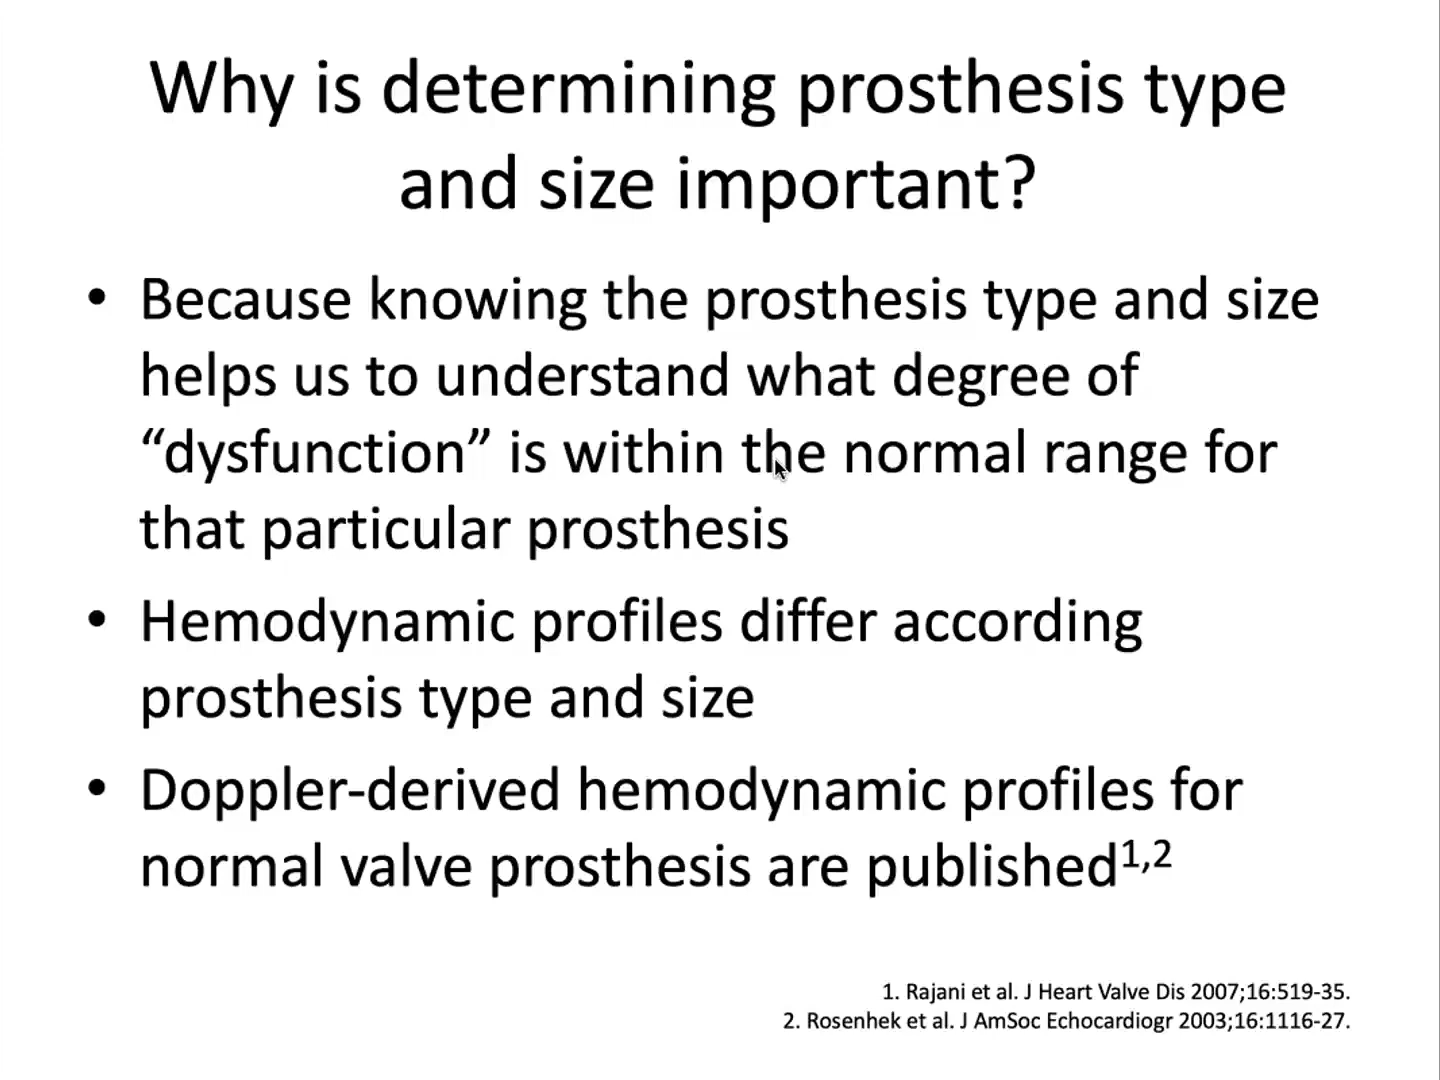 Why is determining prosthesis type
and size important?
• Because knowing the prosthesis type and size
helps us to understand what degree of
“dysfunction” is within the normal range for
that particular prosthesis
• Hemodynamic profiles differ according
prosthesis type and size
• Doppler-derived hemodynamic profiles for
normal valve prosthesis are published1,2
1. Rajani et al. J Heart Valve Dis 2007;16:519-35.
2. Rosenhek et al. J AmSoc Echocardiogr 2003;16:1116-27.